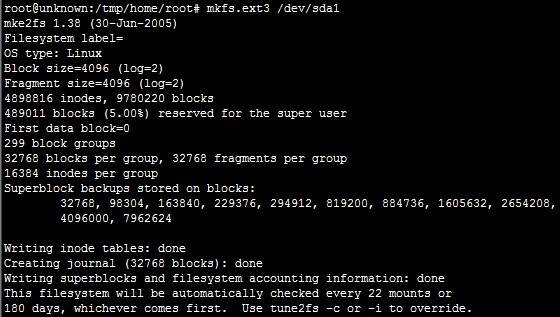 root@unknown:/tmp/home/root# mkfs.ext3 /dev/sda1
mke2fs 1.38 (30-Jun-2005)
Filesystem label=
OS type: Linux
Block size=4096 (log=2)
Fragment size=4096 (log=2)
4898816 inodes, 9780220 blocks
489011 blocks (5.00%) reserved for the super user
First data block=0
299 block groups
32768 blocks per group, 32768 fragments per group
16384 inodes per group
Superblock backups stored on blocks:
        32768, 98304, 163840, 229376, 294912, 819200, 884736, 1605632, 2654208,
        4096000, 7962624

Writing inode tables: done
Creating journal (32768 blocks): done
Writing superblocks and filesystem accounting information: done
This filesystem will be automatically checked every 22 mounts or
180 days, whichever comes first.  Use tune2fs -c or -i to override.